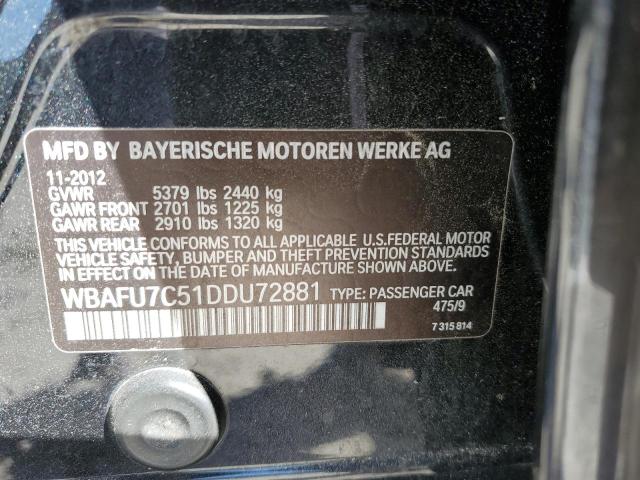 MFD BY BAYERISCHE MOTOREN WERKE AG
11-2012
GVWR 5379 lbs 2440 kg
GAWR FRONT 2701 lbs 1225 kg
GAWR REAR 2910 lbs 1320 kg
THIS VEHICLE CONFORMS TO ALL APPLICABLE U.S.FEDERAL MOTOR
VEHICLE SAFETY, BUMPER AND THEFT PREVENTION STANDARDS
IN EFFECT ON THE DATE OF MANUFACTURE SHOWN ABOVE.
WBAFU7C51DDU72881 TYPE: PASSENGER CAR
475/9
7 315 814